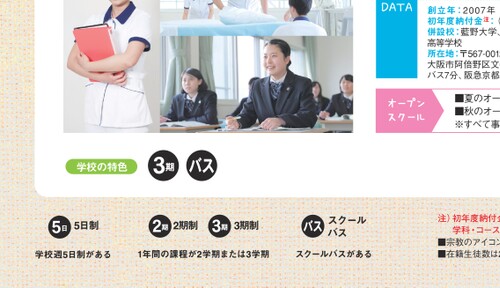 DATA
創立年：2007年
初年度納付金注：
併設校：藍野大学、
高等学校
所在地：〒567-001
大阪市阿倍野区文
バス7分、阪急京都
オープン
スクール
■夏のオー
■秋のオー
※すべて事
学校の特色
3期
バス
5日 5日制
2期 2期制
3期 3期制
バス スクール
バス
学校週5日制がある
1年間の課程が2学期または3学期
スクールバスがある
注）初年度納付金
学科・コース
■宗教のアイコン
■在籍生徒数は